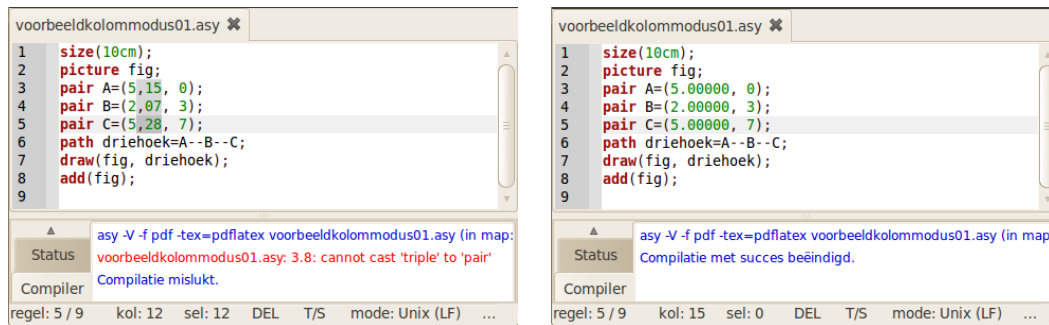 voorbeeldkolommodus01.asy ✖
1 size(10cm);
2 picture fig;
3 pair A=(5,15, 0);
4 pair B=(2,07, 3);
5 pair C=(5,28, 7);
6 path driehoek=A--B--C;
7 draw(fig, driehoek);
8 add(fig);
9
Status
Compiler
asy -V -f pdf -tex=pdflatex voorbeeldkolommodus01.asy (in map:
voorbeeldkolommodus01.asy: 3.8: cannot cast 'triple' to 'pair'
Compilatie mislukt.
regel: 5 / 9 kol: 12 sel: 12 DEL T/S mode: Unix (LF) ...
voorbeeldkolommodus01.asy ✖
1 size(10cm);
2 picture fig;
3 pair A=(5.00000, 0);
4 pair B=(2.00000, 3);
5 pair C=(5.00000, 7);
6 path driehoek=A--B--C;
7 draw(fig, driehoek);
8 add(fig);
9
Status
Compiler
asy -V -f pdf -tex=pdflatex voorbeeldkolommodus01.asy (in map
Compilatie met succes beëindigd.
regel: 5 / 9 kol: 15 sel: 0 DEL T/S mode: Unix (LF) ...